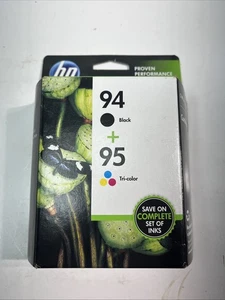 hp
PROVEN
PERFORMANCE
94
Black
+
95
Tri-color
SAVE ON
COMPLETE
SET OF
INKS